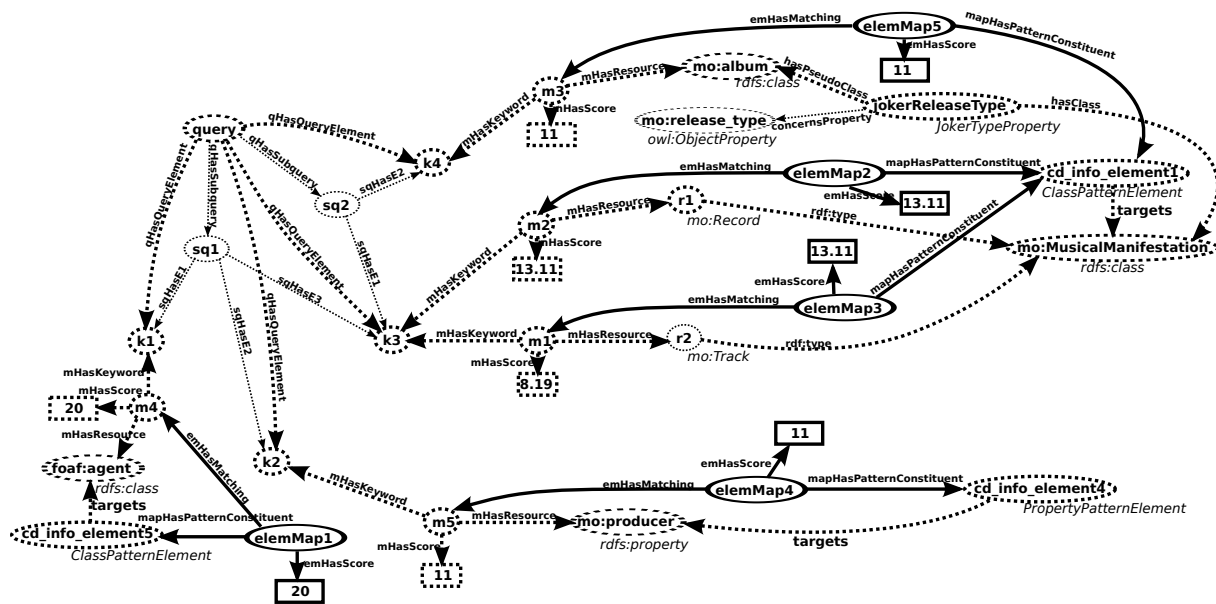 emHasMatching
elemMap5
mapHasPatternConstituent
emHasScore
11
hasPseudoClass
mHasResource
mo:album
rdfs:class
m3
mHasKeyword
mHasScore
11
jokerReleaseType
hasClass
JokerTypeProperty
mo:release_type
concernsProperty
owl:ObjectProperty
query
qHasQueryElement
qHasSubquery
k4
sqHasE2
qHasSubquery
qHasQueryElement
sq2
emHasMatching
elemMap2
mapHasPatternConstituent
cd_info_element1
ClassPatternElement
emHasScore
13.11
targets
mHasResource
r1
mo:Record
rdf:type
m2
mHasKeyword
mHasScore
13.11
qHasQueryElement
sq1
sqHasE1
mo:MusicalManifestation
rdfs:class
mapHasPatternConstituent
13.11
emHasScore
sqHasE1
sqHasE3
sqHasE2
qHasQueryElement
emHasMatching
elemMap3
k1
k3
mHasKeyword
m1
mHasResource
r2
mo:Track
rdf:type
mHasScore
8.19
mHasKeyword
mHasScore
20
m4
mHasResource
emHasMatching
foaf:agent
rdfs:class
targets
k2
mHasKeyword
11
emHasScore
emHasMatching
elemMap4
mapHasPatternConstituent
cd_info_element4
PropertyPatternElement
mapHasPatternConstituent
cd_info_element5
ClassPatternElement
elemMap1
emHasScore
20
m5
mHasResource
mo:producer
rdfs:property
targets
mHasScore
11